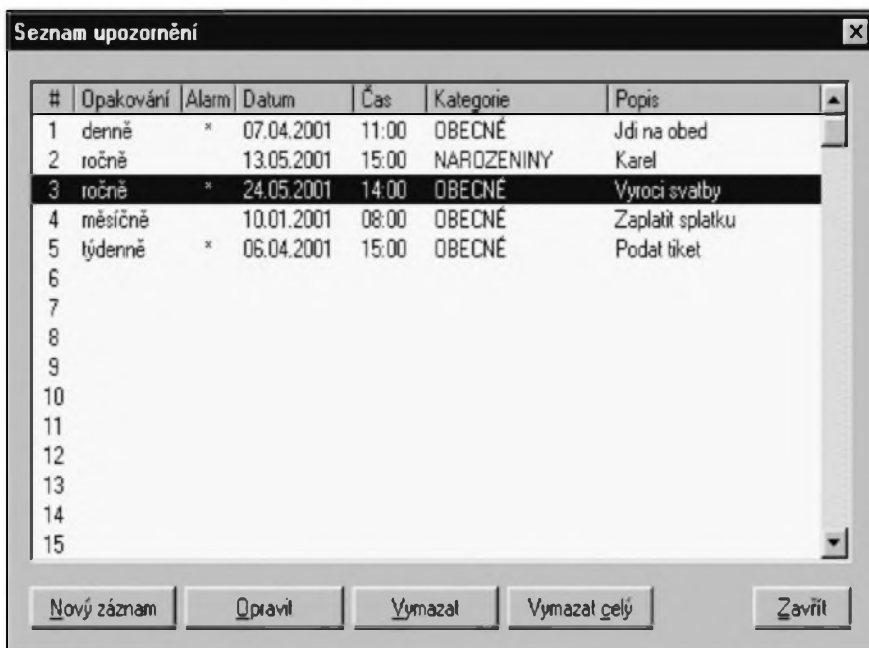 Seznam upozornění
# Opakování Alarm Datum Čas Kategorie Popis
1 denně * 07.04.2001 11:00 OBECNÉ Jdi na obed
2 ročně 13.05.2001 15:00 NAROZENINY Karel
3 ročně * 24.05.2001 14:00 OBECNÉ Vyroci svatby
4 měsíčně 10.01.2001 08:00 OBECNÉ Zaplatit splatku
5 týdenně * 06.04.2001 15:00 OBECNÉ Podat tiket
6
7
8
9
10
11
12
13
14
15
Nový záznam Opravit Vymazat Vymazat celý Zavřít